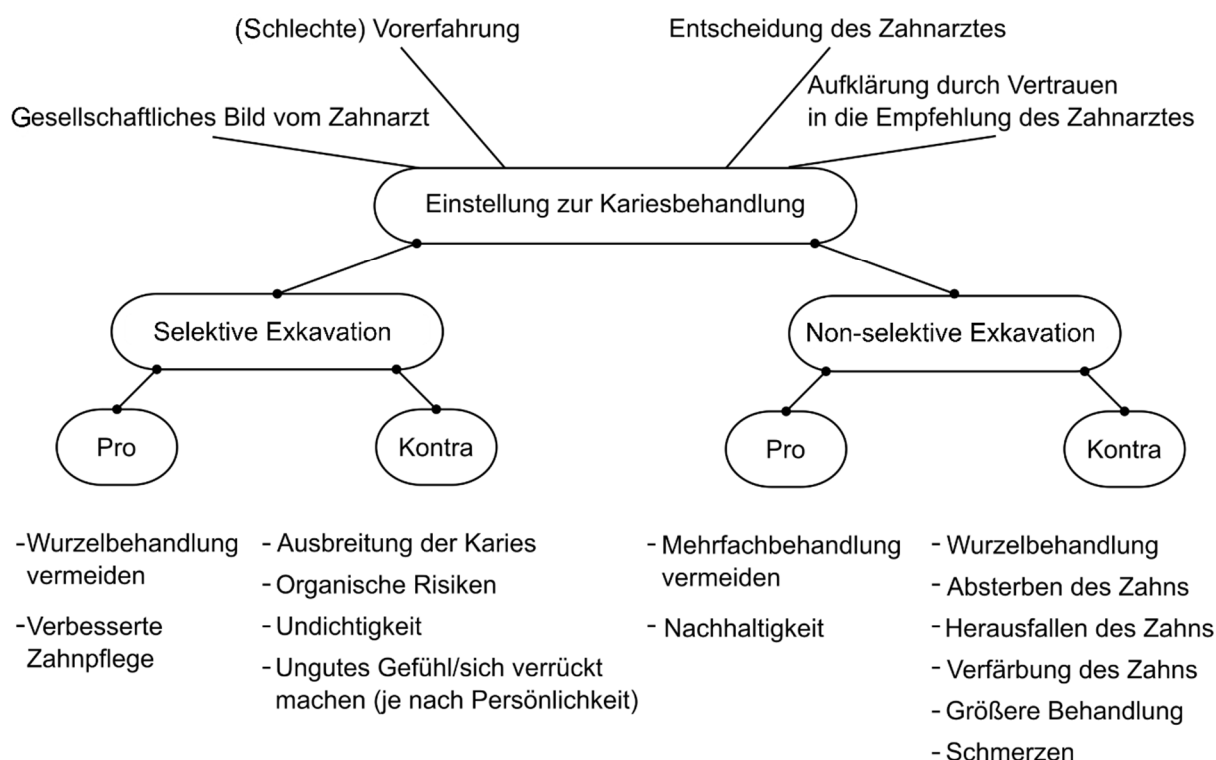 (Schlechte) Vorerfahrung
Entscheidung des Zahnarztes
Gesellschaftliches Bild vom Zahnarzt
Aufklärung durch Vertrauen
in die Empfehlung des Zahnarztes
Einstellung zur Kariesbehandlung
Selektive Exkavation
Non-selektive Exkavation
Pro
Kontra
Pro
Kontra
-Wurzelbehandlung
vermeiden
-Verbesserte
Zahnpflege
- Ausbreitung der Karies
- Organische Risiken
- Undichtigkeit
- Ungutes Gefühl/sich verrückt
machen (je nach Persönlichkeit)
- Mehrfachbehandlung
vermeiden
- Nachhaltigkeit
- Wurzelbehandlung
- Absterben des Zahns
- Herausfallen des Zahns
- Verfärbung des Zahns
- Größere Behandlung
- Schmerzen